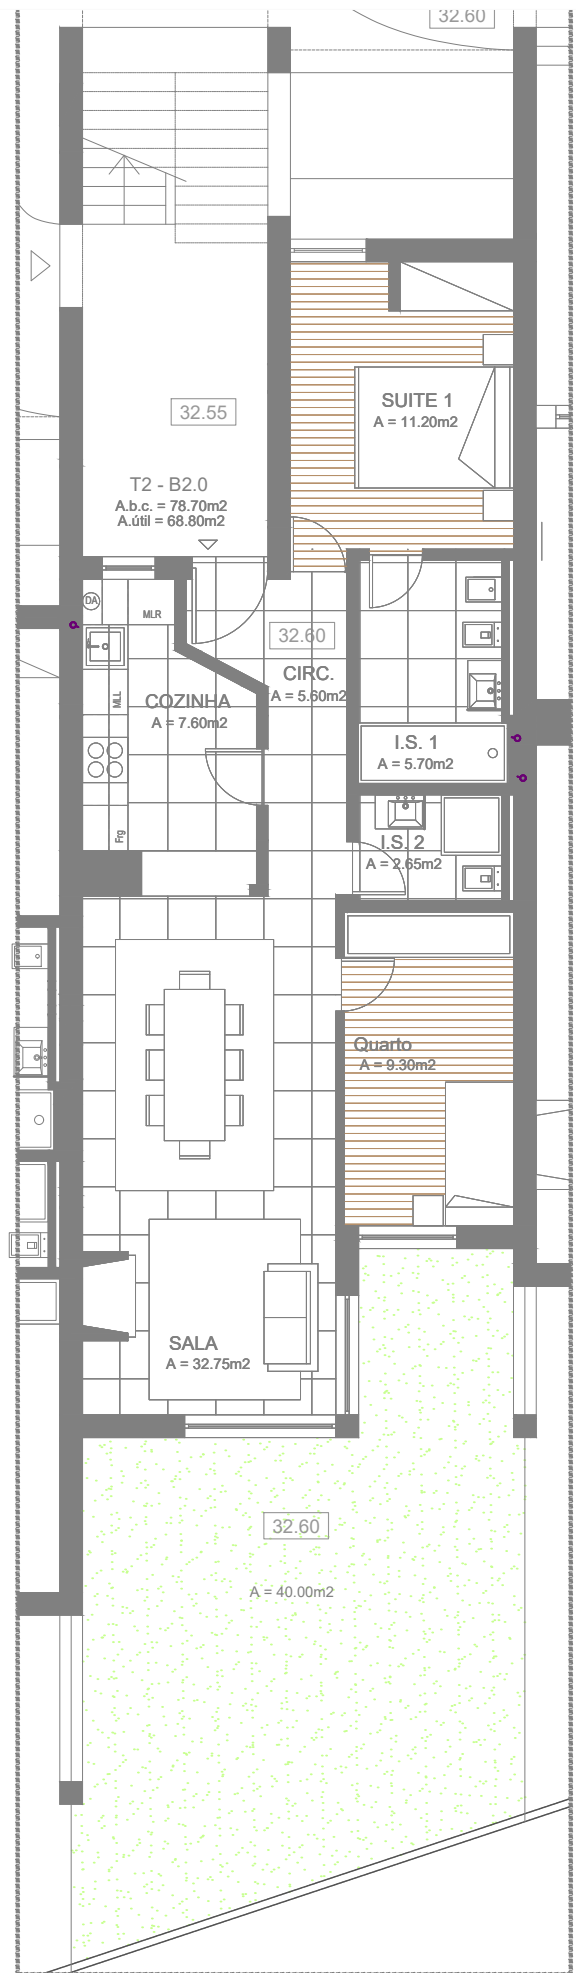 32.60
SUITE 1
A = 11.20m2
32.55
T2 - B2.0
A.b.c. = 78.70m2
A.útil = 68.80m2
DA
MLR
32.60
CIRC.
A = 5.60m2
MLL
COZINHA
A = 7.60m2
I.S. 1
A = 5.70m2
Frg
I.S. 2
A = 2.65m2
Quarto
A = 9.30m2
SALA
A = 32.75m2
32.60
A = 40.00m2